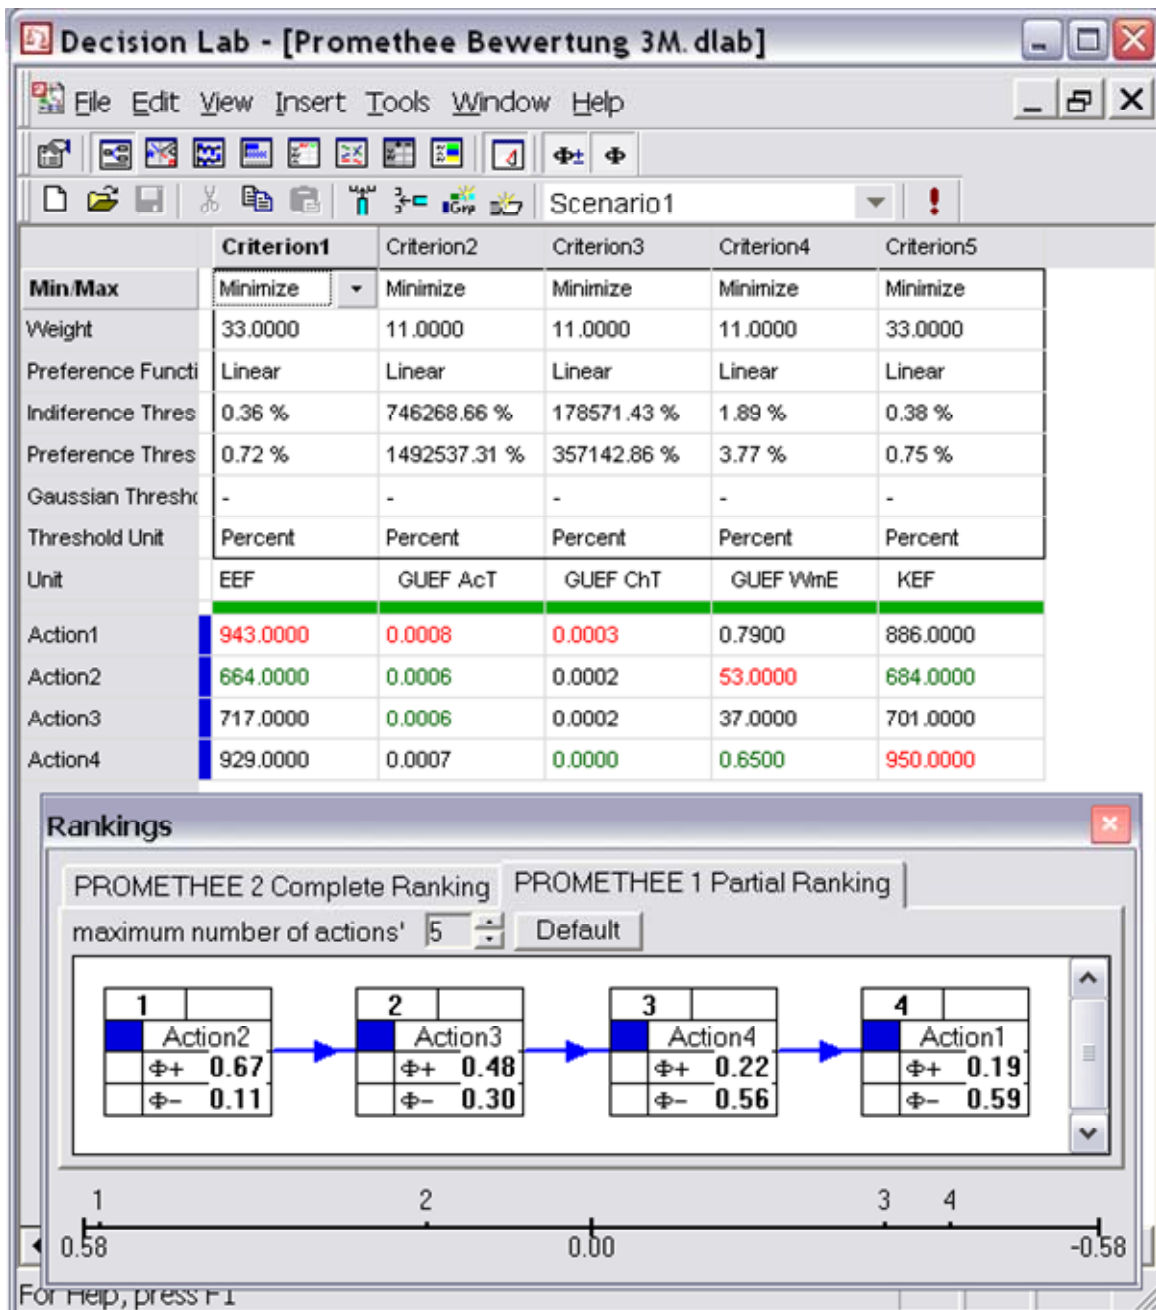 Decision Lab - [Promethee Bewertung 3M.dlab]
File Edit View Insert Tools Window Help
Φ± Φ
Scenario1
Criterion1 Criterion2 Criterion3 Criterion4 Criterion5
Min/Max Minimize Minimize Minimize Minimize Minimize
Weight 33.0000 11.0000 11.0000 11.0000 33.0000
Preference Functi Linear Linear Linear Linear Linear
Indiference Thres 0.36 % 746268.66 % 178571.43 % 1.89 % 0.38 %
Preference Thres 0.72 % 1492537.31 % 357142.86 % 3.77 % 0.75 %
Gaussian Thresho - - - - -
Threshold Unit Percent Percent Percent Percent Percent
Unit EEF GUEF AcT GUEF ChT GUEF WmE KEF
Action1 943.0000 0.0008 0.0003 0.7900 886.0000
Action2 664.0000 0.0006 0.0002 53.0000 684.0000
Action3 717.0000 0.0006 0.0002 37.0000 701.0000
Action4 929.0000 0.0007 0.0000 0.6500 950.0000
Rankings
PROMETHEE 2 Complete Ranking PROMETHEE 1 Partial Ranking
maximum number of actions' 5 Default
1 2 3 4
Action2 Action3 Action4 Action1
Φ+ 0.67 Φ+ 0.48 Φ+ 0.22 Φ+ 0.19
Φ− 0.11 Φ− 0.30 Φ− 0.56 Φ− 0.59
1 2 3 4
0.58 0.00 -0.58
For Help, press F1